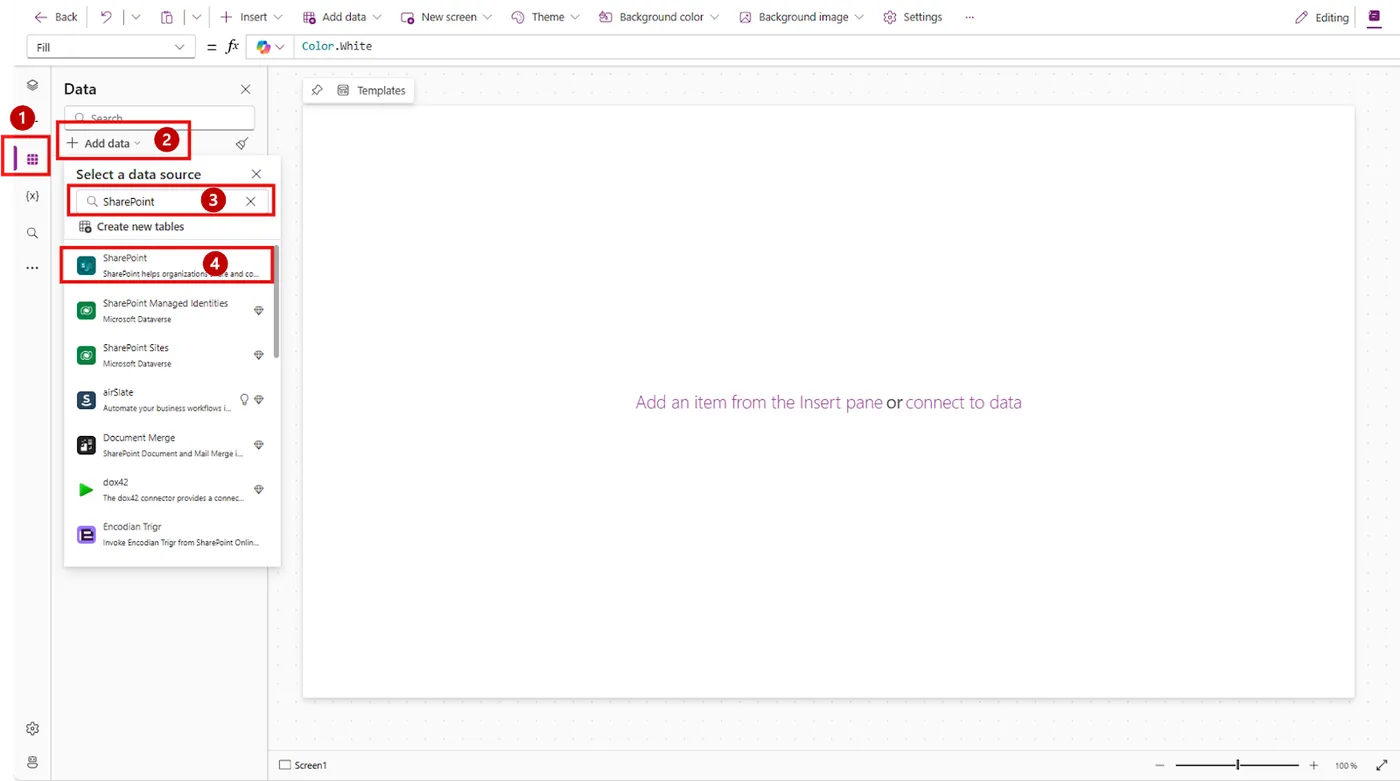 Back Insert Add data New screen Theme Background color Background image Settings ... Editing
Fill = fx Color.White
Data
Search
Add data
Select a data source
SharePoint
Create new tables
SharePoint
SharePoint helps organizations and co...
SharePoint Managed Identities
Microsoft Dataverse
SharePoint Sites
Microsoft Dataverse
airSlate
Automate your business workflows i...
Document Merge
SharePoint Document and Mail Merge i...
dox42
The dox42 connector provides a connec...
Encodian Trigr
Invoke Encodian Trigr from SharePoint Onlin...
1
2
3
4
{x}
Templates
Add an item from the Insert pane or connect to data
Screen1
100 %